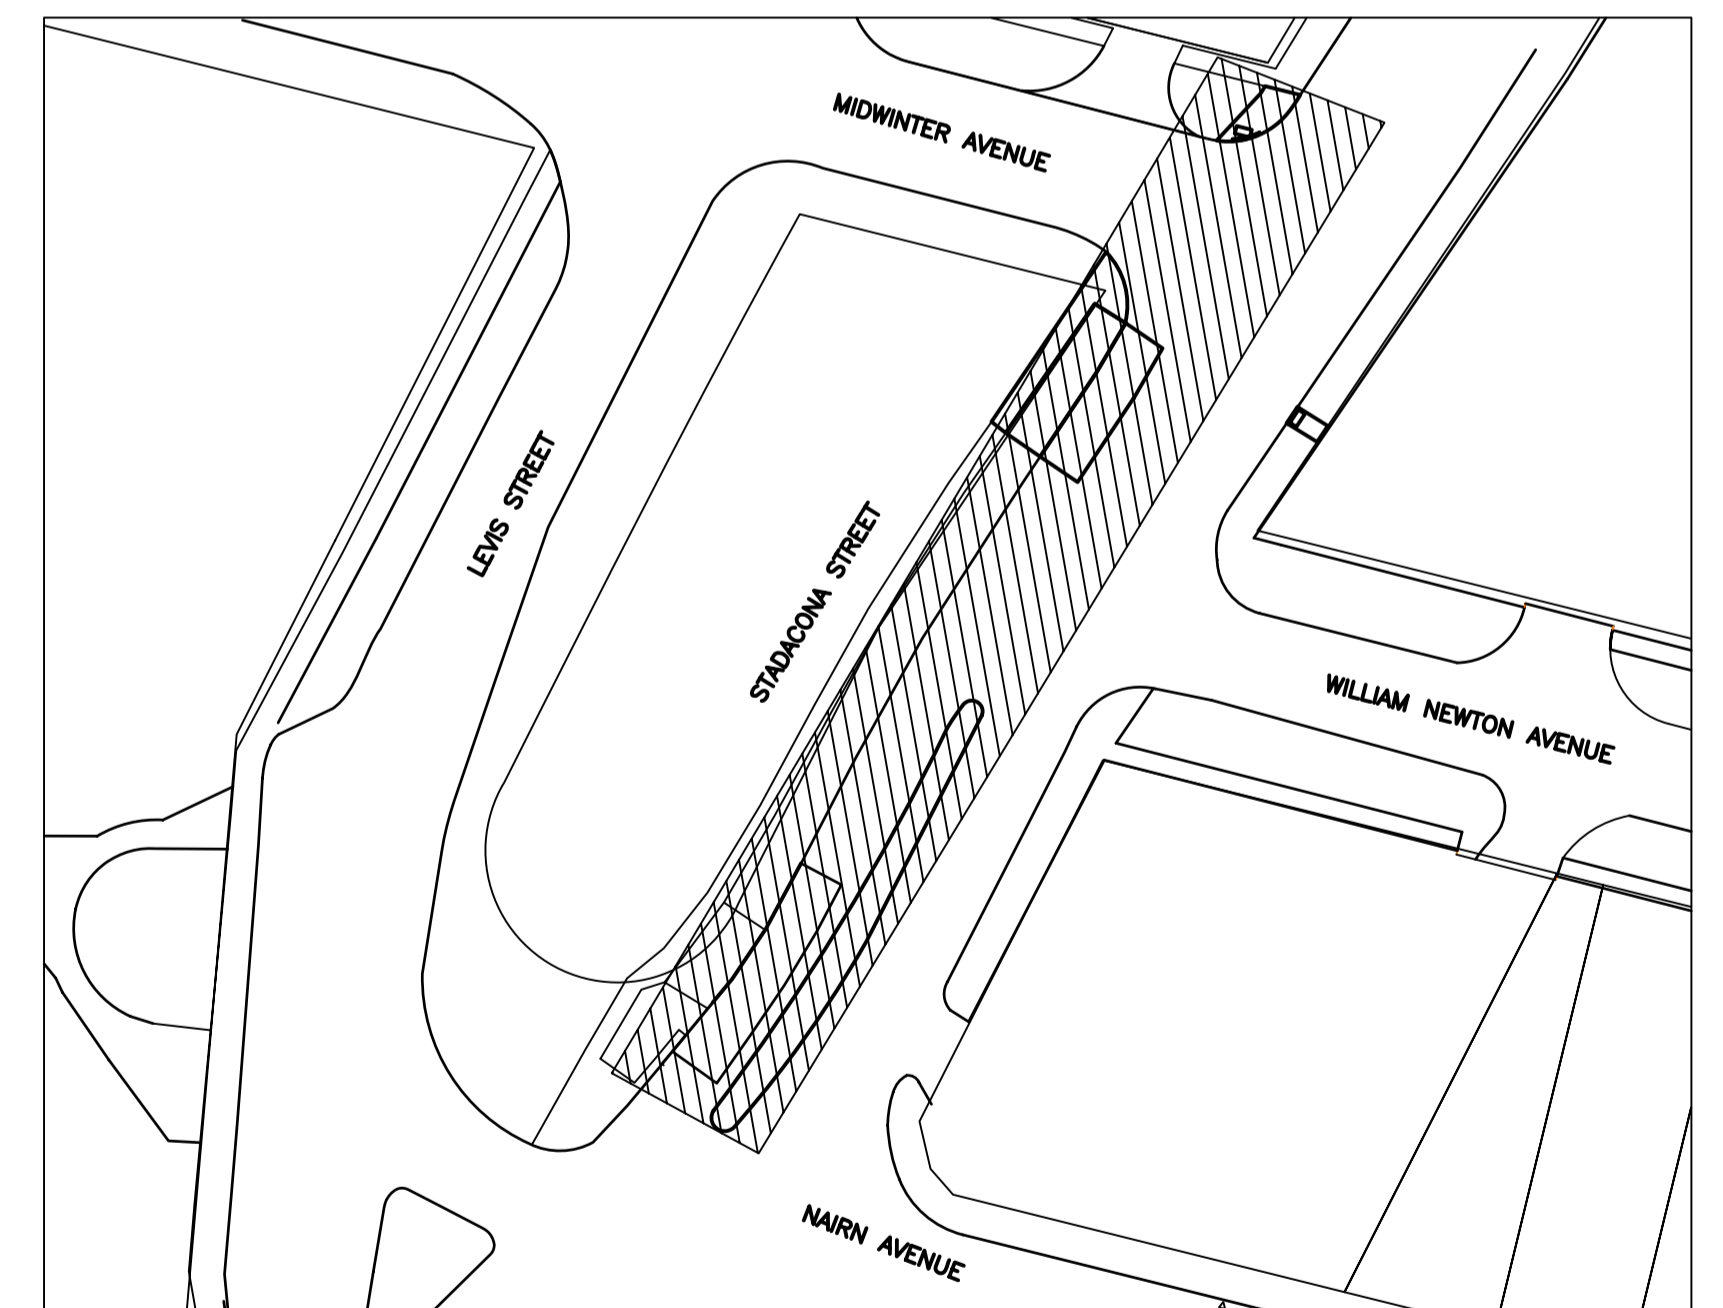 MIDWINTER AVENUE
LEVIS STREET
STADACONA STREET
WILLIAM NEWTON AVENUE
NAIRN AVENUE